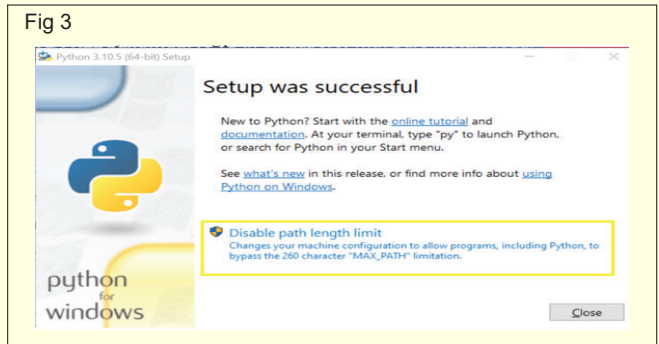 Fig 3
Python 3.10.5 (64-bit) Setup
Setup was successful
New to Python? Start with the online tutorial and
documentation. At your terminal, type "py" to launch Python,
or search for Python in your Start menu.
See what's new in this release, or find more info about using
Python on Windows.
Disable path length limit
Changes your machine configuration to allow programs, including Python, to
bypass the 260 character "MAX_PATH" limitation.
python
for
windows
Close